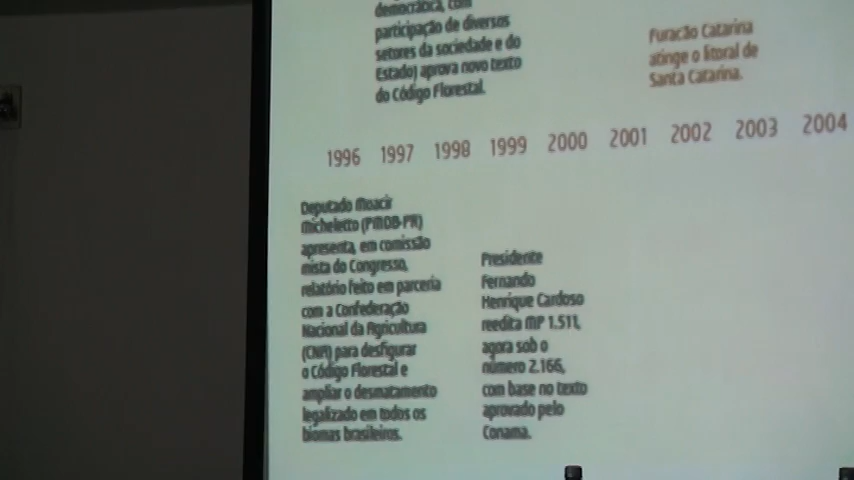 democrática, com
participação de diversos
setores da sociedade e do
Estado) aprova novo texto
do Código Florestal.
Furacão Catarina
atinge o litoral de
Santa Catarina.
1996 1997 1998 1999 2000 2001 2002 2003 2004
Deputado Moacir
Micheletto (PMDB-PR)
apresenta, em comissão
mista do Congresso,
relatório feito em parceria
com a Confederação
Nacional da Agricultura
(CNA) para desfigurar
o Código Florestal e
ampliar o desmatamento
legalizado em todos os
biomas brasileiros.
Presidente
Fernando
Henrique Cardoso
reedita MP 1.511,
agora sob o
número 2.166,
com base no texto
aprovado pelo
Conama.